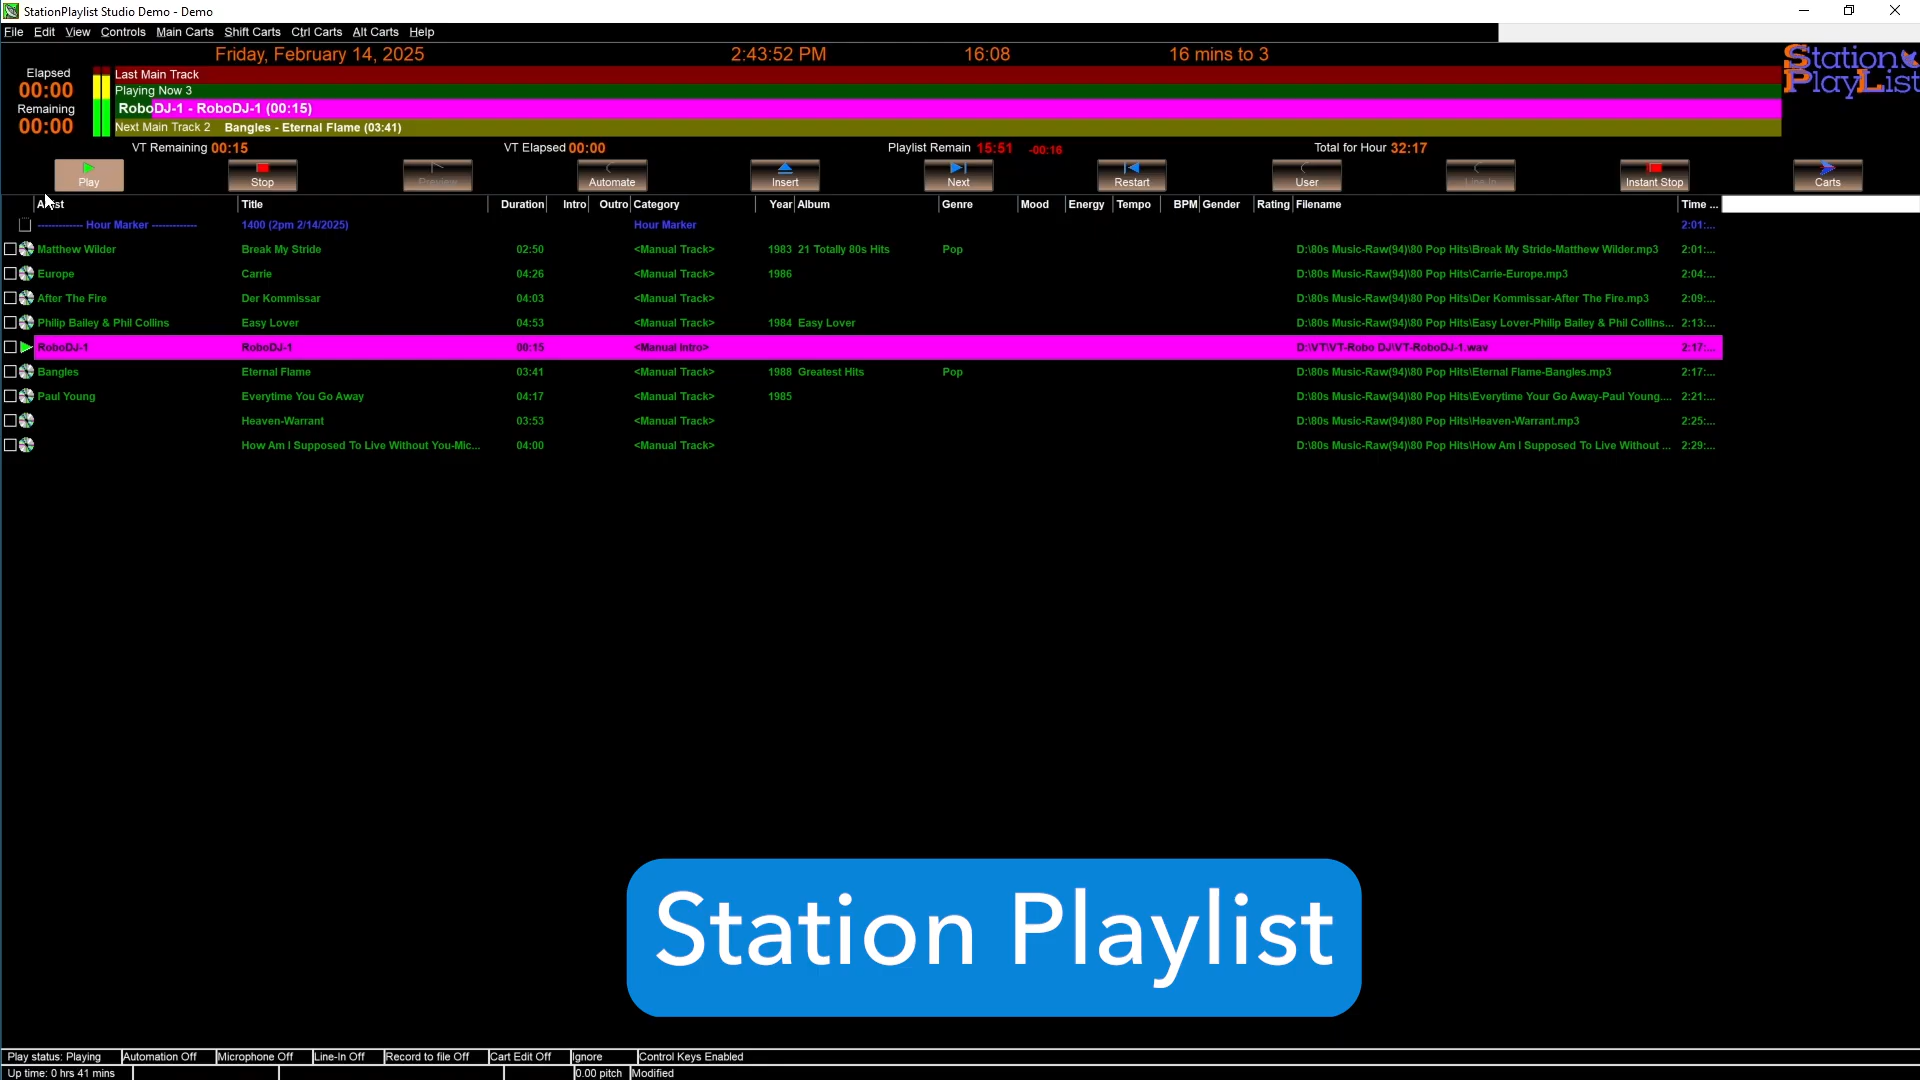 StationPlaylist Studio Demo - Demo
File Edit View Controls Main Carts Shift Carts Ctrl Carts Alt Carts Help
Friday, February 14, 2025 2:43:52 PM 16:08 16 mins to 3
Station PlayList
Elapsed
00:00
Remaining
00:00
Last Main Track
Playing Now 3
RoboDJ-1 - RoboDJ-1 (00:15)
Next Main Track 2 Bangles - Eternal Flame (03:41)
VT Remaining 00:15 VT Elapsed 00:00 Playlist Remain 15:51 -00:16 Total for Hour 32:17
Play Stop Preview Automate Insert Next Restart User Line In Instant Stop Carts
Title Duration Intro Outro Category Year Album Genre Mood Energy Tempo BPM Gender Rating Filename Time ...
------------- Hour Marker ------------- 1400 (2pm 2/14/2025) Hour Marker 2:01:...
Matthew Wilder Break My Stride 02:50 <Manual Track> 1983 21 Totally 80s Hits Pop D:\80s Music-Raw(94)\80 Pop Hits\Break My Stride-Matthew Wilder.mp3 2:01:...
Europe Carrie 04:26 <Manual Track> 1986 D:\80s Music-Raw(94)\80 Pop Hits\Carrie-Europe.mp3 2:04:...
After The Fire Der Kommissar 04:03 <Manual Track> D:\80s Music-Raw(94)\80 Pop Hits\Der Kommissar-After The Fire.mp3 2:09:...
Philip Bailey & Phil Collins Easy Lover 04:53 <Manual Track> 1984 Easy Lover D:\80s Music-Raw(94)\80 Pop Hits\Easy Lover-Philip Bailey & Phil Collins... 2:13:...
RoboDJ-1 RoboDJ-1 00:15 <Manual Intro> D:\VT\VT-Robo DJ\VT-RoboDJ-1.wav 2:17:...
Bangles Eternal Flame 03:41 <Manual Track> 1988 Greatest Hits Pop D:\80s Music-Raw(94)\80 Pop Hits\Eternal Flame-Bangles.mp3 2:17:...
Paul Young Everytime You Go Away 04:17 <Manual Track> 1985 D:\80s Music-Raw(94)\80 Pop Hits\Everytime Your Go Away-Paul Young.... 2:21:...
Heaven-Warrant 03:53 <Manual Track> D:\80s Music-Raw(94)\80 Pop Hits\Heaven-Warrant.mp3 2:25:...
How Am I Supposed To Live Without You-Mic... 04:00 <Manual Track> D:\80s Music-Raw(94)\80 Pop Hits\How Am I Supposed To Live Without ... 2:29:...
Station Playlist
Play status: Playing Automation Off Microphone Off Line-In Off Record to file Off Cart Edit Off Ignore Control Keys Enabled
Up time: 0 hrs 41 mins 0.00 pitch Modified